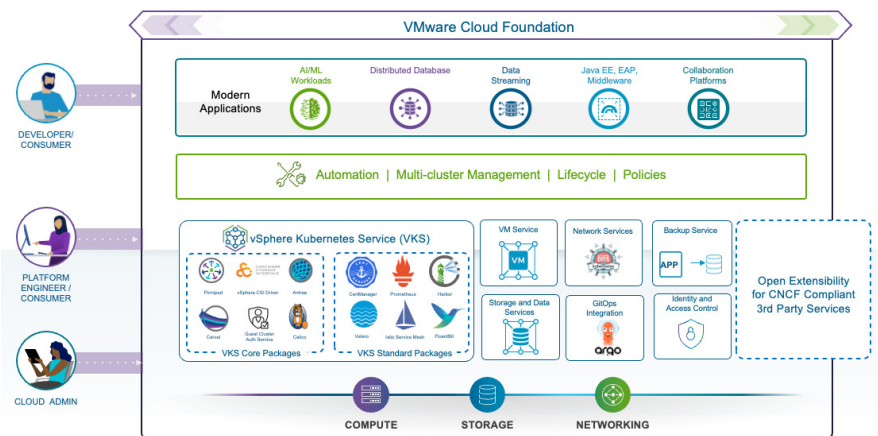 VMware Cloud Foundation
DEVELOPER/
CONSUMER
Modern
Applications
AI/ML
Workloads
Distributed Database
Data
Streaming
Java EE, EAP,
Middleware
Collaboration
Platforms
Automation | Multi-cluster Management | Lifecycle | Policies
PLATFORM
ENGINEER /
CONSUMER
vSphere Kubernetes Service (VKS)
Pinniped
CONTAINER
STORAGE
INTERFACE
vSphere CSI Driver
Antrea
Carvel
Guest Cluster
Auth Service
Calico
VKS Core Packages
CertManager
Prometheus
Harbor
Velero
Istio Service Mesh
FluentBit
VKS Standard Packages
VM Service
VM
Network Services
DNS
Backup Service
APP
Storage and Data
Services
GitOps
Integration
argo
Identity and
Access Control
Open Extensibility
for CNCF Compliant
3rd Party Services
CLOUD ADMIN
COMPUTE
STORAGE
NETWORKING